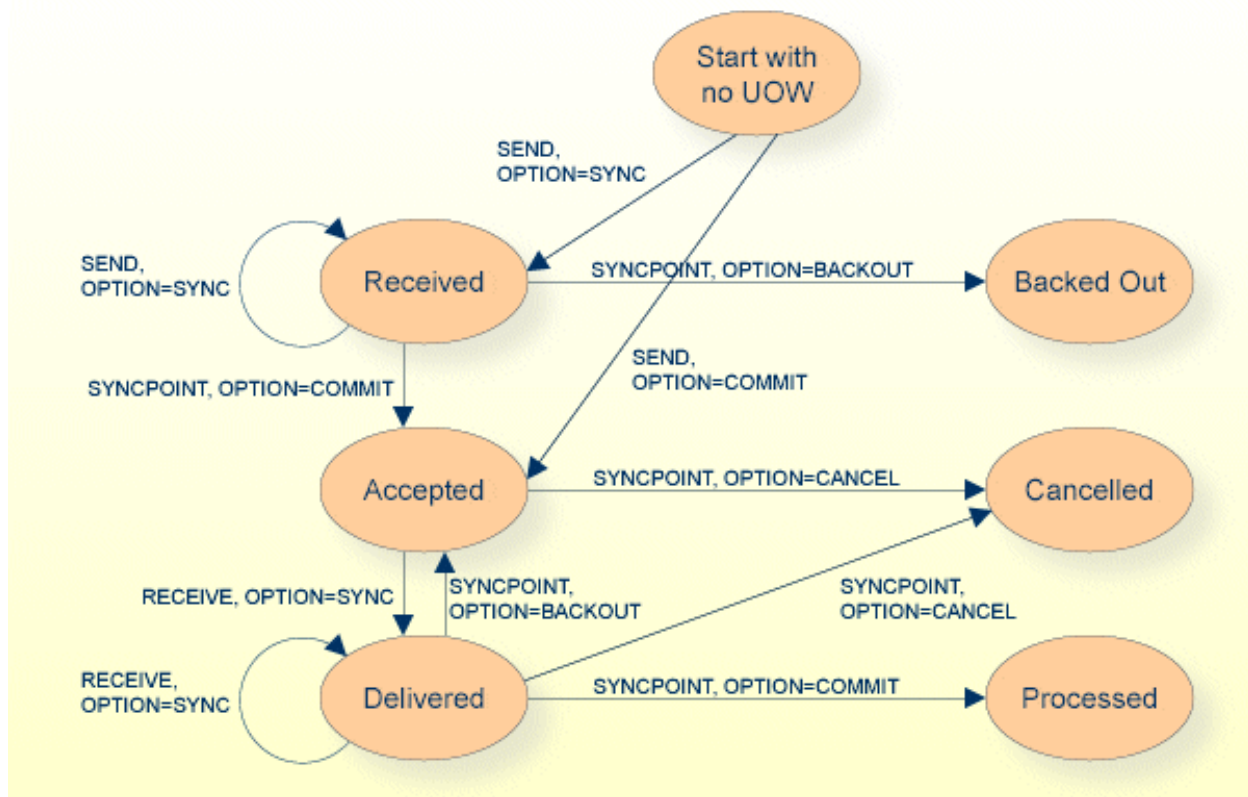 Start with
no UOW
SEND,
OPTION=SYNC
SEND,
OPTION=SYNC
Received
SYNCPOINT, OPTION=BACKOUT
Backed Out
SEND,
OPTION=COMMIT
SYNCPOINT, OPTION=COMMIT
Accepted
SYNCPOINT, OPTION=CANCEL
Cancelled
RECEIVE, OPTION=SYNC
SYNCPOINT,
OPTION=BACKOUT
SYNCPOINT,
OPTION=CANCEL
RECEIVE,
OPTION=SYNC
Delivered
SYNCPOINT, OPTION=COMMIT
Processed